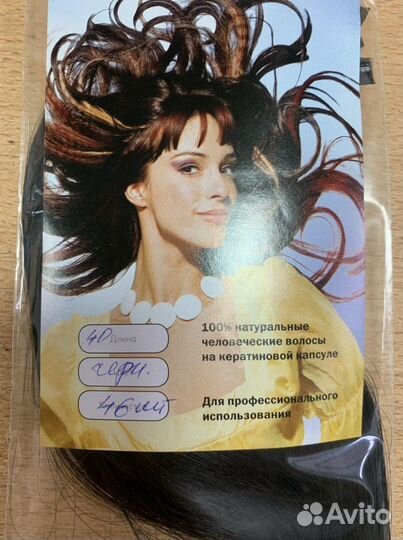 40 Длина
100% натуральные
человеческие волосы
на кератиновой капсуле
черн.
46 шт
Для профессионального
использования
Avito